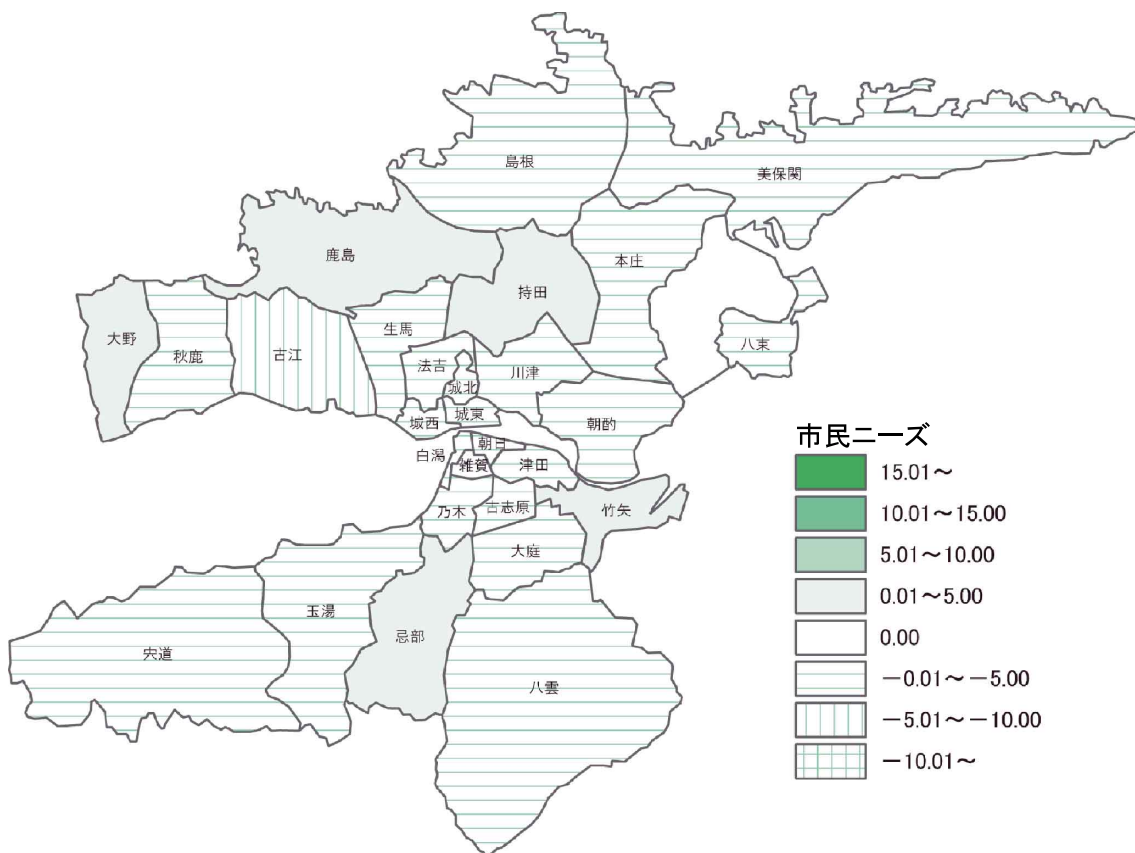 島根
美保関
鹿島
本庄
持田
大野
秋鹿
古江
生馬
八束
法吉
川津
城北
城西
城東
朝酌
白潟
朝日
雑賀
津田
乃木
古志原
竹矢
大庭
玉湯
忌部
宍道
八雲
市民ニーズ
15.01～
10.01～15.00
5.01～10.00
0.01～5.00
0.00
－0.01～－5.00
－5.01～－10.00
－10.01～